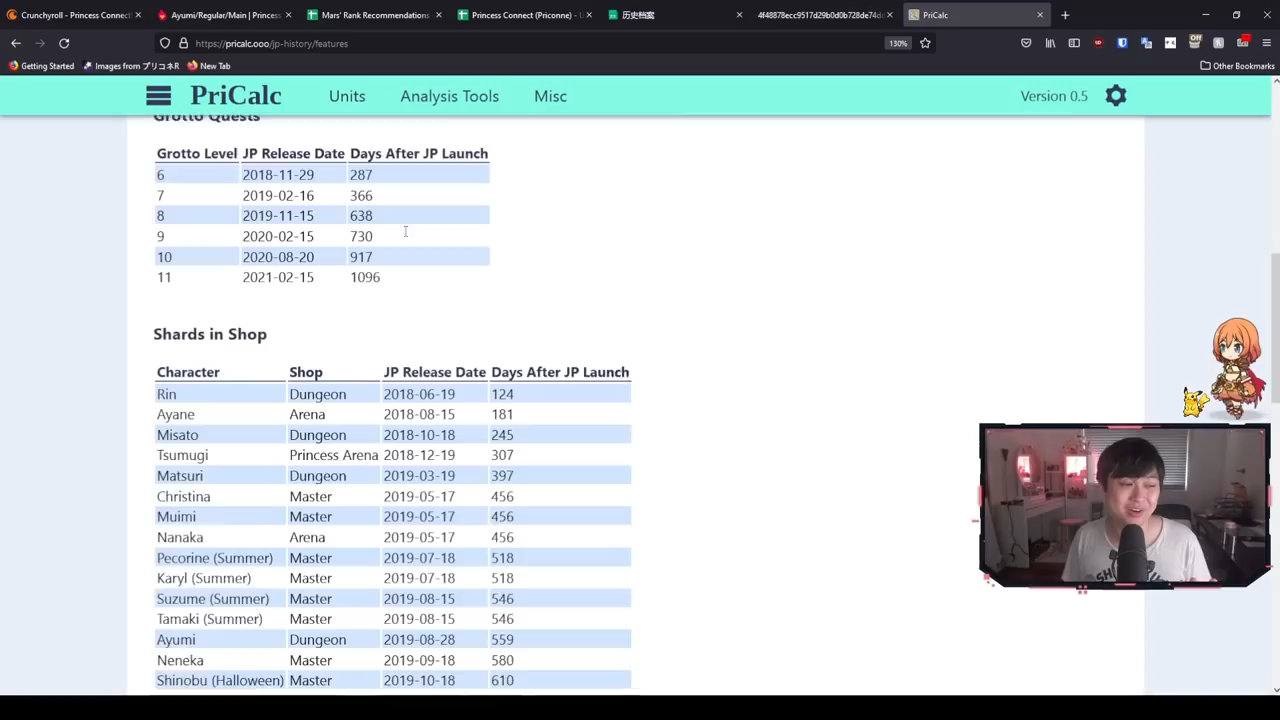 Crunchyroll - Princess Connect!
Ayumi/Regular/Main | Princess
Mars' Rank Recommendations
Princess Connect (Priconne) - U
历史档案
4f48878ecc9517d29b0d0b728de74d
PriCalc
https://pricalc.ooo/jp-history/features
130%
Off
Getting Started
Images from プリコネR
New Tab
Other Bookmarks
PriCalc
Units
Analysis Tools
Misc
Version 0.5
Grotto Quests
Grotto Level JP Release Date Days After JP Launch
6 2018-11-29 287
7 2019-02-16 366
8 2019-11-15 638
9 2020-02-15 730
10 2020-08-20 917
11 2021-02-15 1096
Shards in Shop
Character Shop JP Release Date Days After JP Launch
Rin Dungeon 2018-06-19 124
Ayane Arena 2018-08-15 181
Misato Dungeon 2018-10-18 245
Tsumugi Princess Arena 2018-12-19 307
Matsuri Dungeon 2019-03-19 397
Christina Master 2019-05-17 456
Muimi Master 2019-05-17 456
Nanaka Arena 2019-05-17 456
Pecorine (Summer) Master 2019-07-18 518
Karyl (Summer) Master 2019-07-18 518
Suzume (Summer) Master 2019-08-15 546
Tamaki (Summer) Master 2019-08-15 546
Ayumi Dungeon 2019-08-28 559
Neneka Master 2019-09-18 580
Shinobu (Halloween) Master 2019-10-18 610